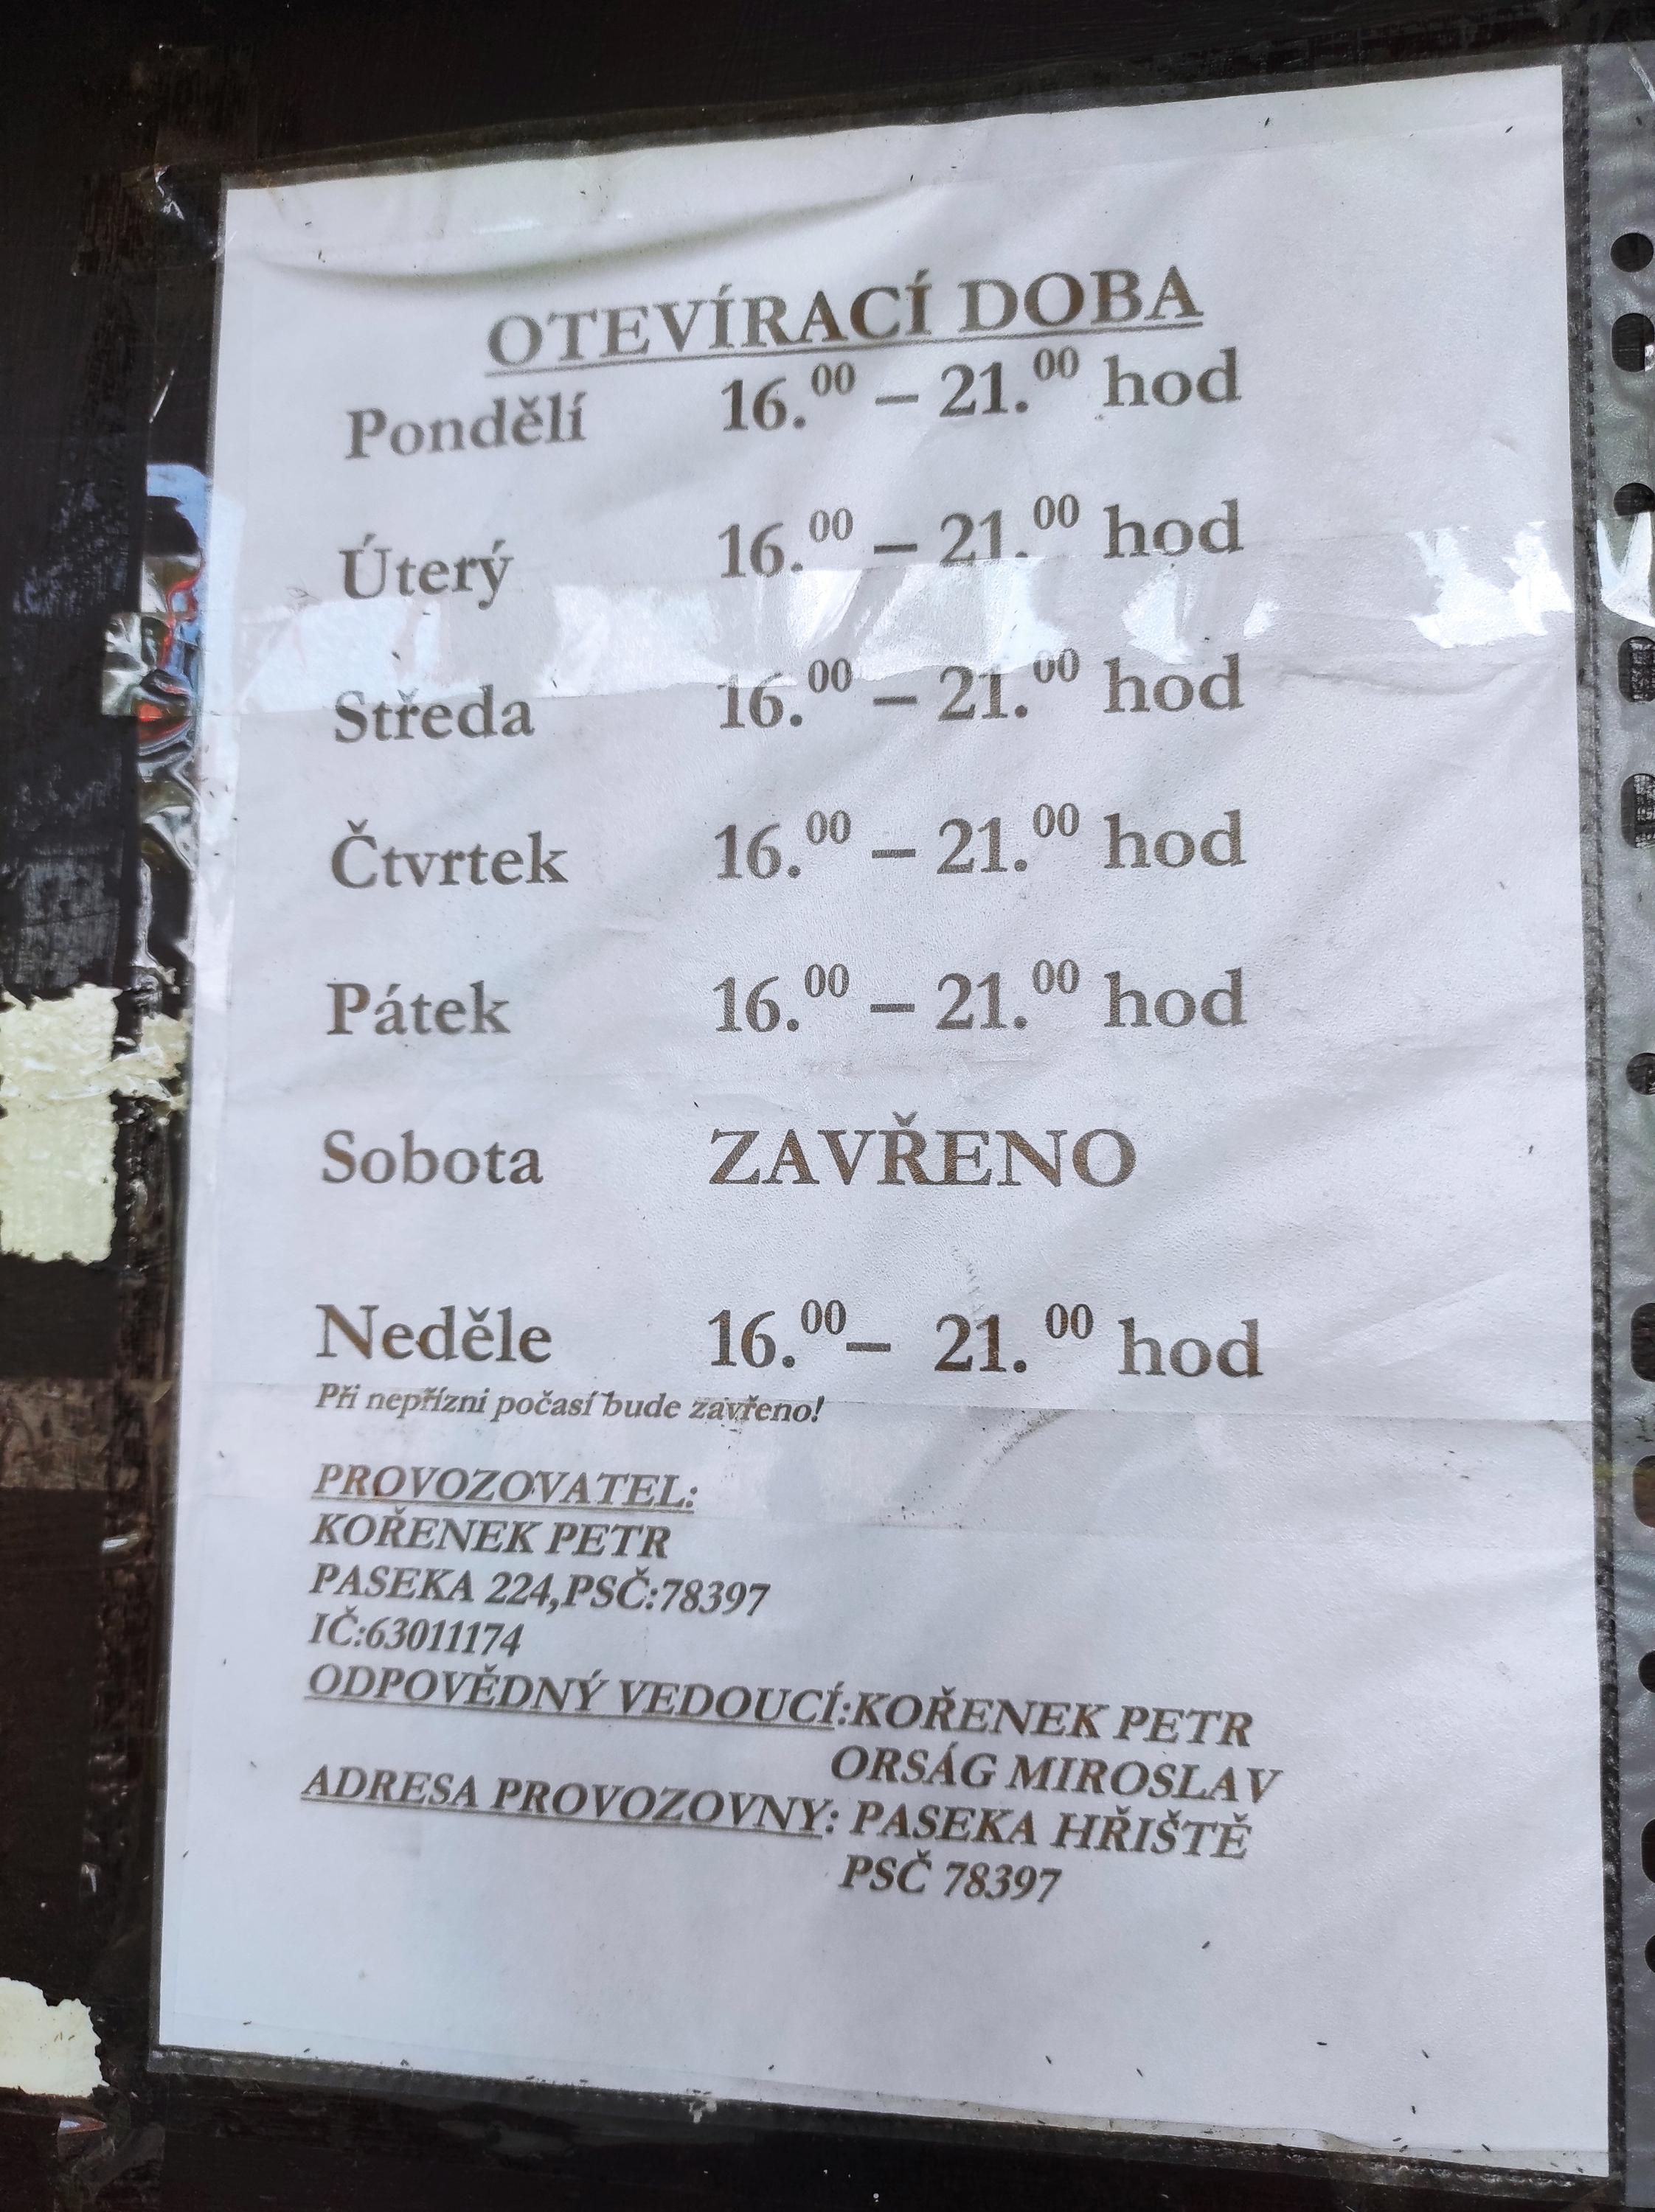 OTEVÍRACÍ DOBA
Pondělí 16.00 – 21.00 hod
Úterý 16.00 – 21.00 hod
Středa 16.00 – 21.00 hod
Čtvrtek 16.00 – 21.00 hod
Pátek 16.00 – 21.00 hod
Sobota ZAVŘENO
Neděle 16.00– 21. 00 hod
Při nepřízni počasí bude zavřeno!
PROVOZOVATEL:
KOŘENEK PETR
PASEKA 224,PSČ:78397
IČ:63011174
ODPOVĚDNÝ VEDOUCÍ:KOŘENEK PETR
ORSÁG MIROSLAV
ADRESA PROVOZOVNY: PASEKA HŘIŠTĚ
PSČ 78397